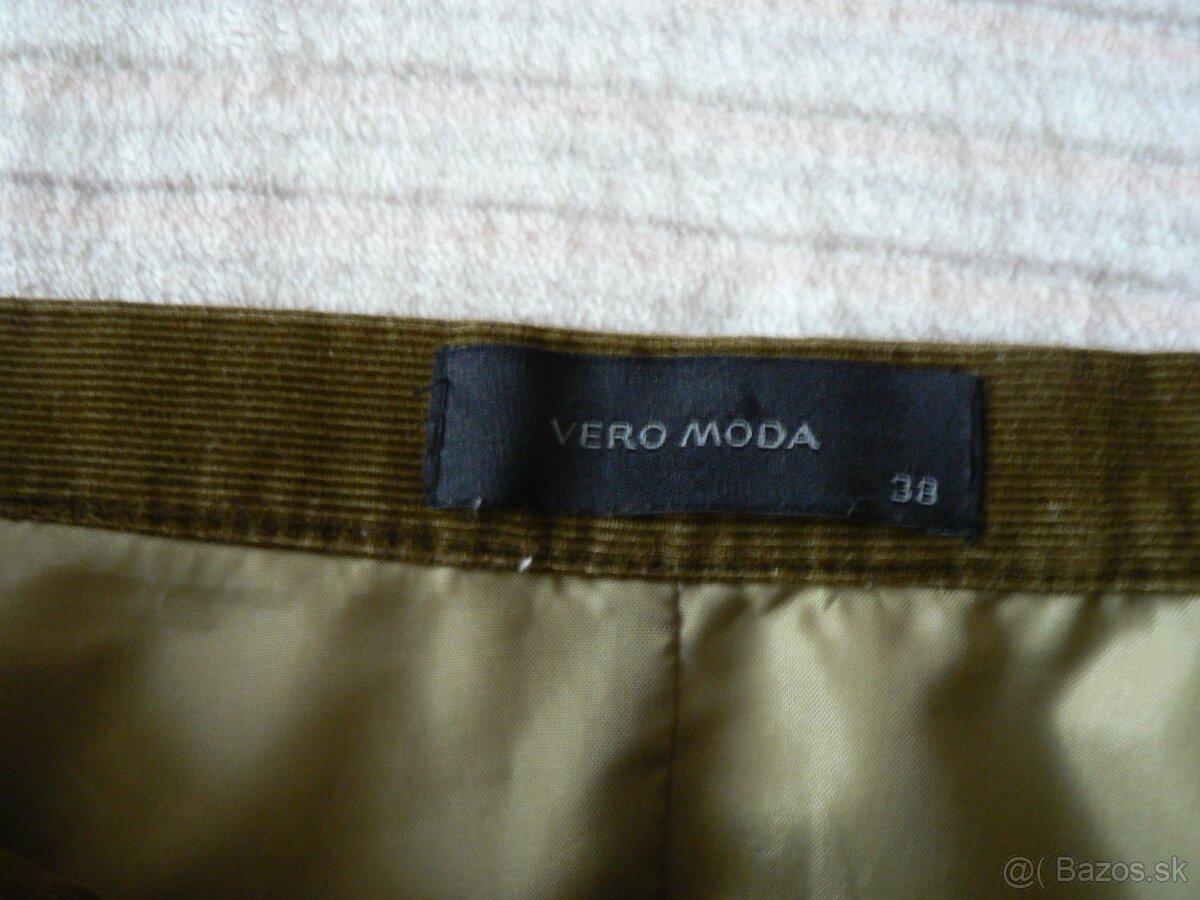 VERO MODA
38
@( Bazos.sk